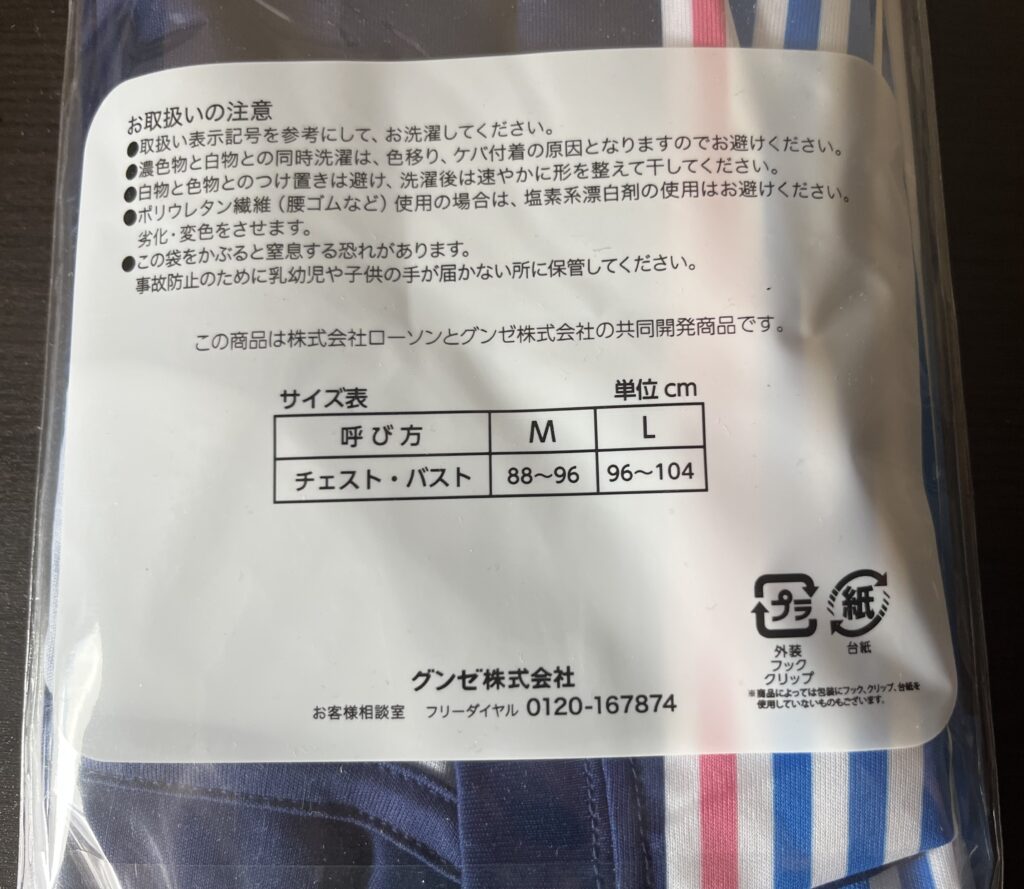 お取扱いの注意
●取扱い表示記号を参考にして、お洗濯してください。
●濃色物と白物との同時洗濯は、色移り、ケバ付着の原因となりますのでお避けください。
●白物と色物とのつけ置きは避け、洗濯後は速やかに形を整えて干してください。
●ポリウレタン繊維（腰ゴムなど）使用の場合は、塩素系漂白剤の使用はお避けください。
劣化・変色をさせます。
●この袋をかぶると窒息する恐れがあります。
事故防止のために乳幼児や子供の手が届かない所に保管してください。
この商品は株式会社ローソンとグンゼ株式会社の共同開発商品です。
サイズ表 単位 cm
呼び方 M L
チェスト・バスト 88～96 96～104
プラ 紙
外装 台紙
フック
クリップ
※商品によっては包装にフック、クリップ、台紙を
使用していないものもございます。
グンゼ株式会社
お客様相談室 フリーダイヤル 0120-167874